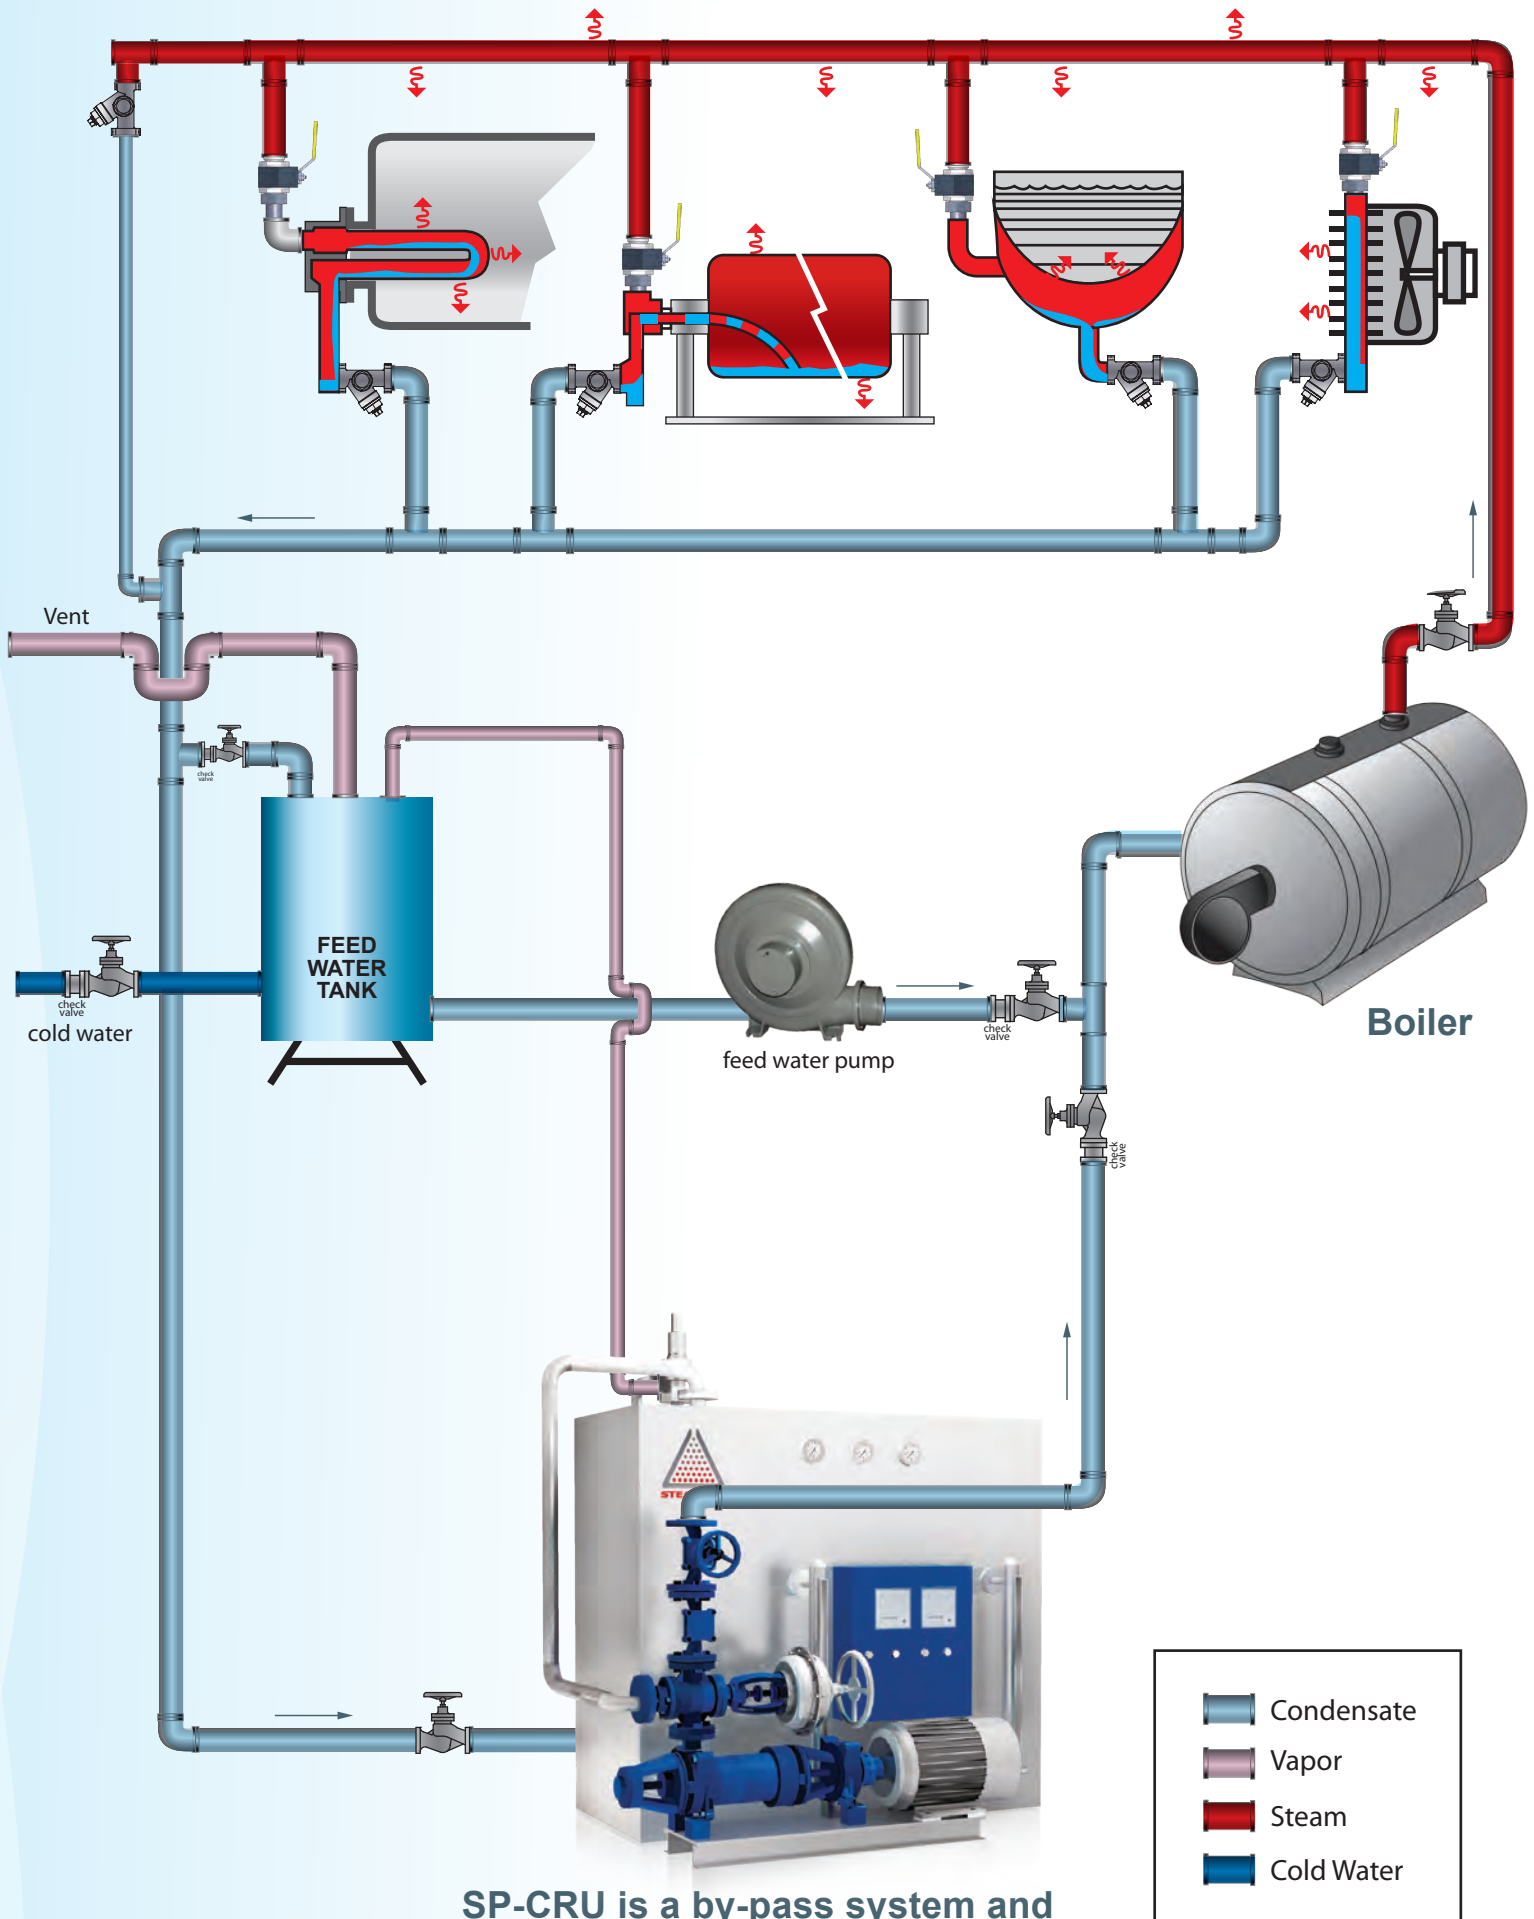 Vent
check
valve
FEED
WATER
TANK
check
valve
cold water
feed water pump
check
valve
Boiler
check
valve
STEA
Condensate
Vapor
Steam
Cold Water
SP-CRU is a by-pass system and